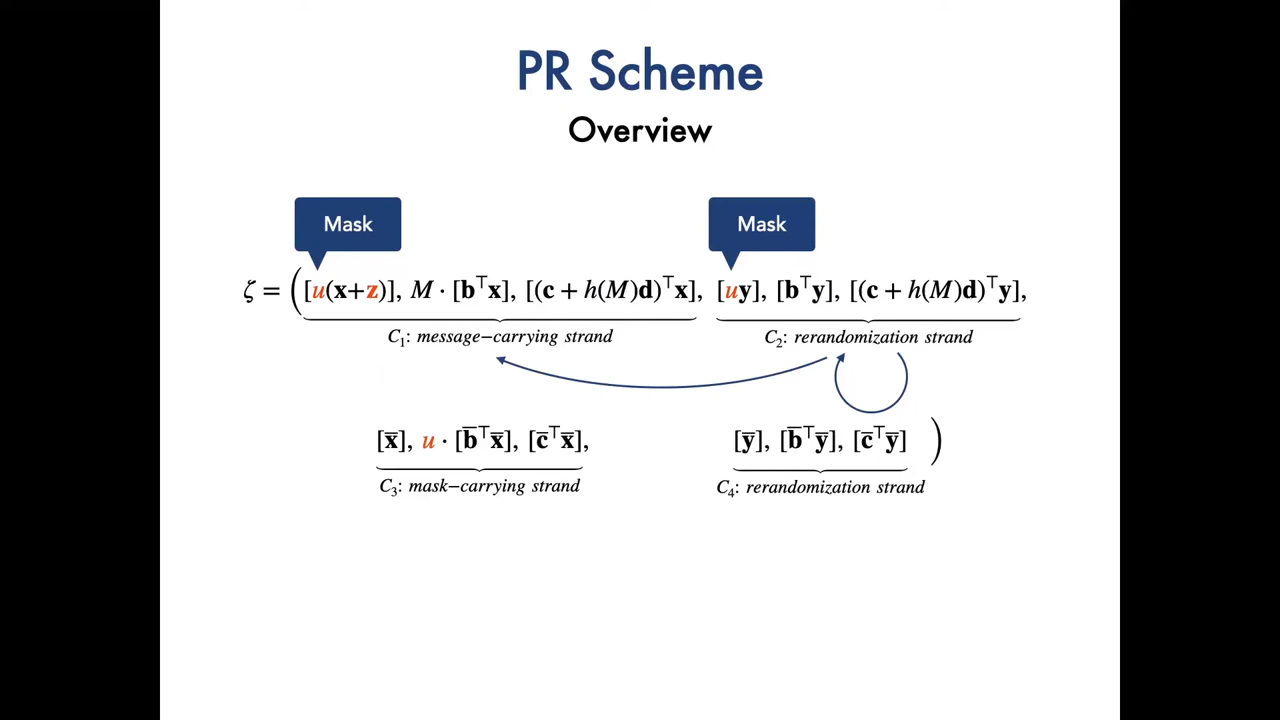 PR Scheme
Overview
Mask
Mask
ζ = ([u(x+z)], M · [b⊤x], [(c + h(M)d)⊤x], [uy], [b⊤y], [(c + h(M)d)⊤y],
C₁: message−carrying strand
C₂: rerandomization strand
[x̅], u · [b̅⊤x̅], [c̅⊤x̅], [y̅], [b̅⊤y̅], [c̅⊤y̅] )
C₃: mask−carrying strand
C₄: rerandomization strand